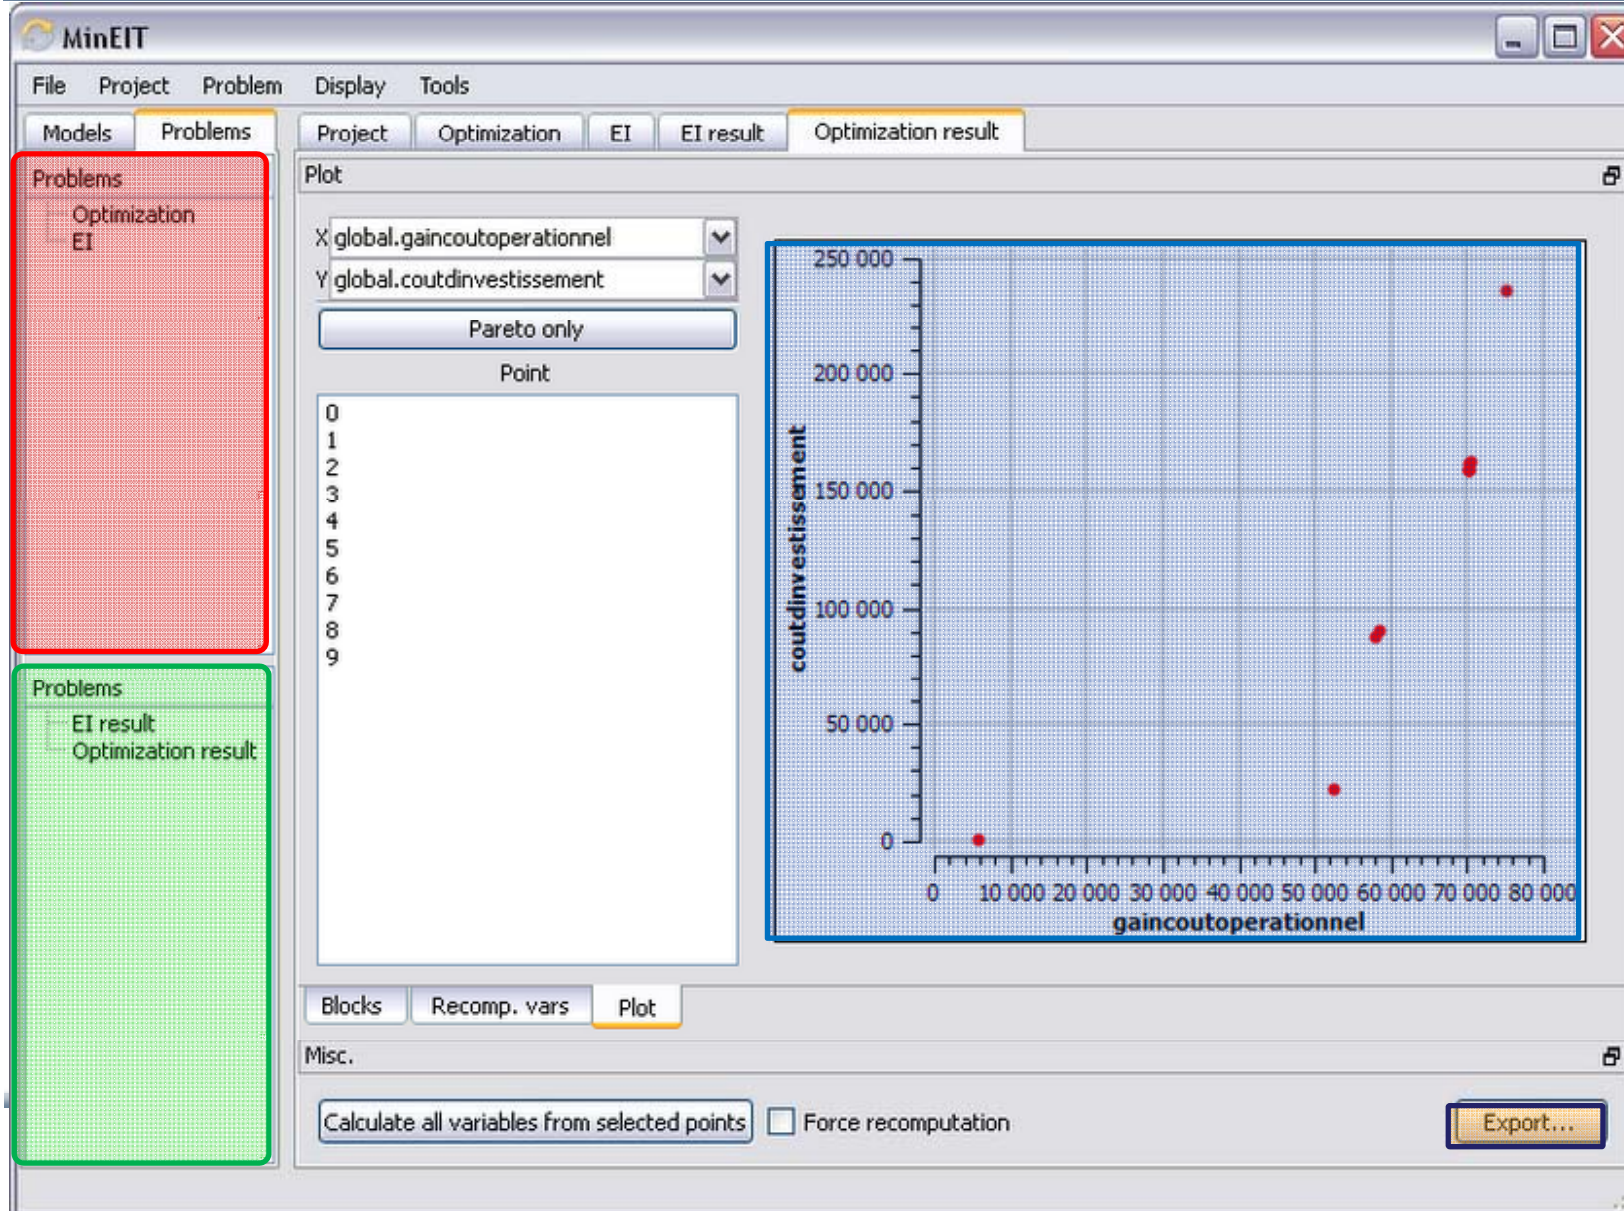 MinEIT
File Project Problem Display Tools
Models Problems
Project Optimization EI EI result Optimization result
Problems
Optimization
EI
Plot
X global.gaincoutoperationnel
Y global.coutdinvestissement
Pareto only
Point
0
1
2
3
4
5
6
7
8
9
250 000
200 000
150 000
100 000
50 000
0
coutdinvestissement
0 10 000 20 000 30 000 40 000 50 000 60 000 70 000 80 000
gaincoutoperationnel
Problems
EI result
Optimization result
Blocks Recomp. vars Plot
Misc.
Calculate all variables from selected points Force recomputation Export...